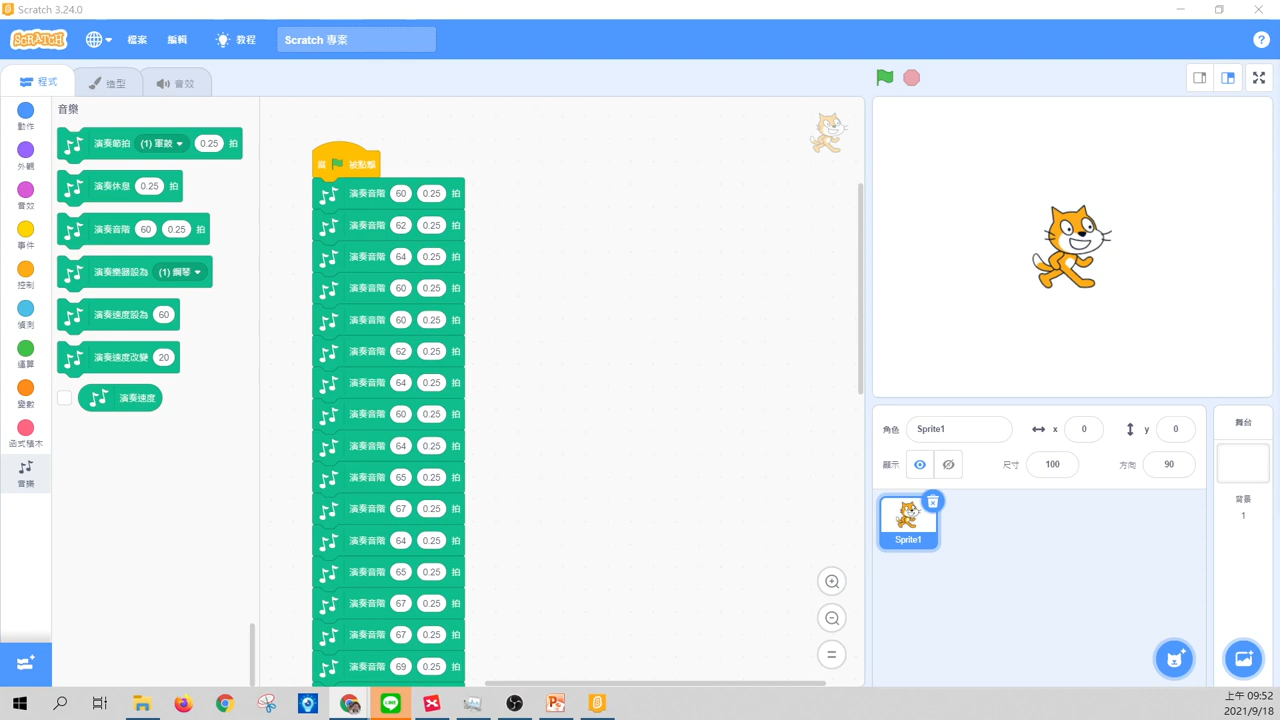 Scratch 3.24.0
SCRATCH
檔案
編輯
教程
Scratch 專案
?
程式
造型
音效
動作
外觀
音效
事件
控制
偵測
運算
變數
函式積木
音樂
音樂
演奏節拍 (1) 軍鼓 0.25 拍
演奏休息 0.25 拍
演奏音階 60 0.25 拍
演奏樂器設為 (1) 鋼琴
演奏速度設為 60
演奏速度改變 20
演奏速度
當 被點擊
演奏音階 60 0.25 拍
演奏音階 62 0.25 拍
演奏音階 64 0.25 拍
演奏音階 60 0.25 拍
演奏音階 60 0.25 拍
演奏音階 62 0.25 拍
演奏音階 64 0.25 拍
演奏音階 60 0.25 拍
演奏音階 64 0.25 拍
演奏音階 65 0.25 拍
演奏音階 67 0.25 拍
演奏音階 64 0.25 拍
演奏音階 65 0.25 拍
演奏音階 67 0.25 拍
演奏音階 67 0.25 拍
演奏音階 69 0.25 拍
角色 Sprite1 x 0 y 0
顯示 尺寸 100 方向 90
Sprite1
舞台
背景
1
LINE
上午 09:52
2021/9/18